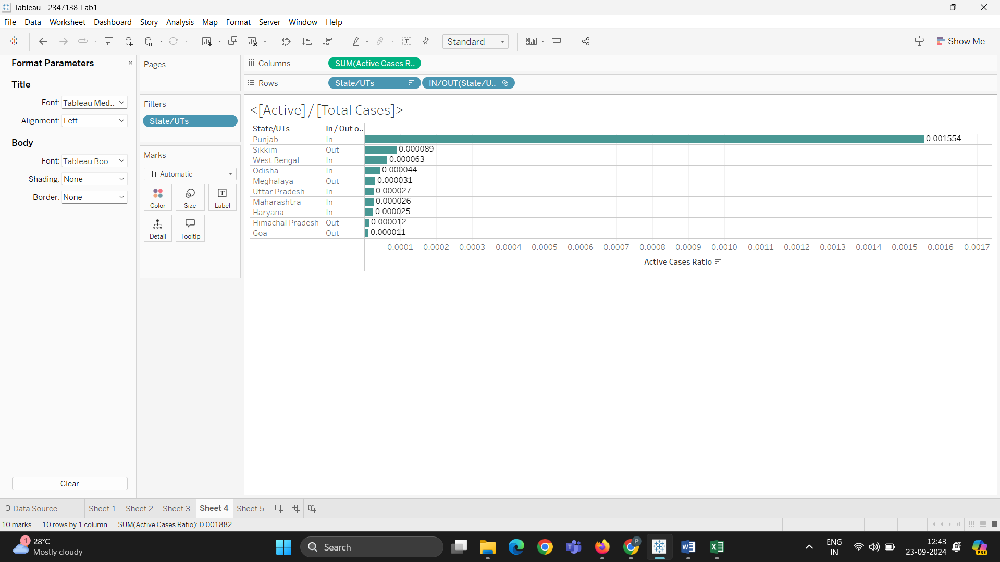 Tableau - 2347138_Lab1
File Data Worksheet Dashboard Story Analysis Map Format Server Window Help
Standard
Show Me
Format Parameters
Title
Font: Tableau Med..
Alignment: Left
Body
Font: Tableau Boo..
Shading: None
Border: None
Clear
Pages
Filters
State/UTs
Marks
Automatic
Color Size Label
Detail Tooltip
Columns SUM(Active Cases R..
Rows State/UTs IN/OUT(State/U..
<[Active]/[Total Cases]>
State/UTs In / Out o..
Punjab In 0.001554
Sikkim Out 0.000089
West Bengal In 0.000063
Odisha In 0.000044
Meghalaya Out 0.000031
Uttar Pradesh In 0.000027
Maharashtra In 0.000026
Haryana In 0.000025
Himachal Pradesh Out 0.000012
Goa Out 0.000011
0.0001 0.0002 0.0003 0.0004 0.0005 0.0006 0.0007 0.0008 0.0009 0.0010 0.0011 0.0012 0.0013 0.0014 0.0015 0.0016 0.0017
Active Cases Ratio
Data Source Sheet 1 Sheet 2 Sheet 3 Sheet 4 Sheet 5
10 marks 10 rows by 1 column SUM(Active Cases Ratio): 0.001882
1
28°C
Mostly cloudy
Search
P
ENG
IN
12:43
23-09-2024
PRE